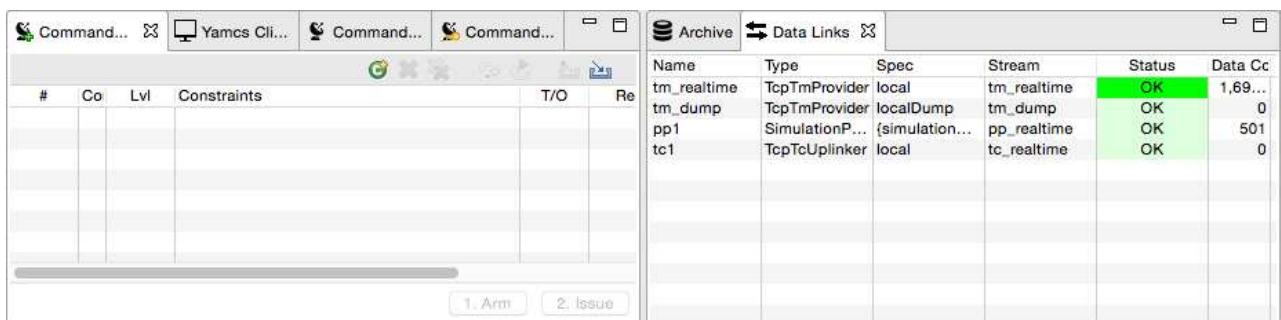 Command... Yamcs Cli... Command... Command...
# Co Lvl Constraints T/O Re
1. Arm 2. Issue
Archive Data Links
Name Type Spec Stream Status Data Co
tm_realtime TcpTmProvider local tm_realtime OK 1,69...
tm_dump TcpTmProvider localDump tm_dump OK 0
pp1 SimulationP... {simulation... pp_realtime OK 501
tc1 TcpTcUplinker local tc_realtime OK 0